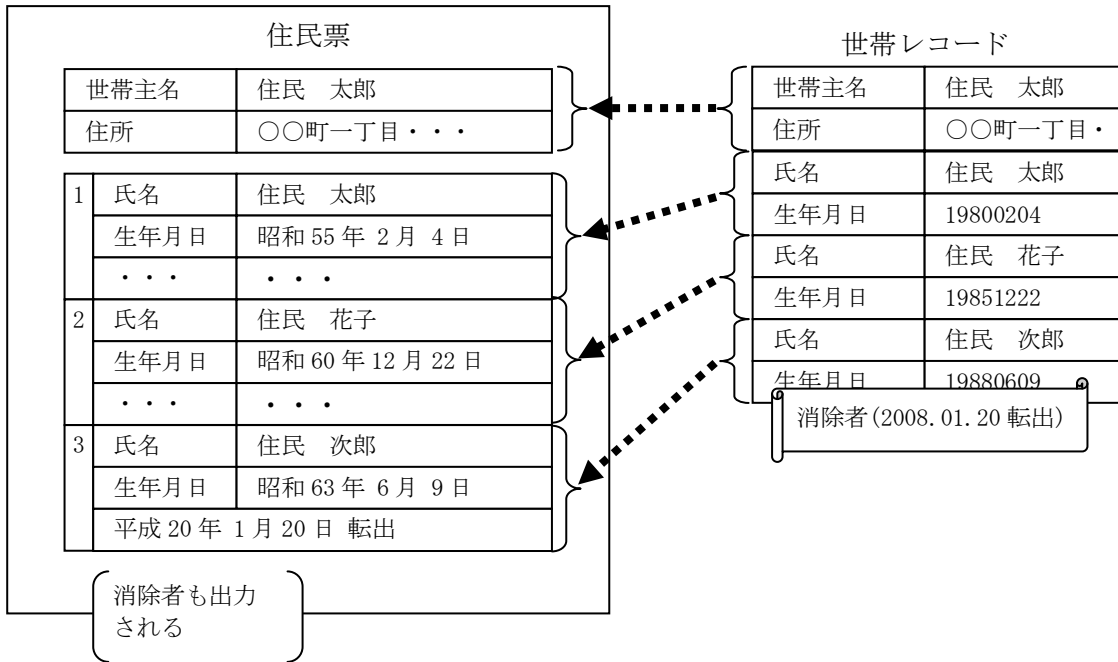 住民票
世帯主名 住民 太郎
住所 ○○町一丁目・・・
1 氏名 住民 太郎
生年月日 昭和 55 年 2 月 4 日
・・・ ・・・
2 氏名 住民 花子
生年月日 昭和 60 年 12 月 22 日
・・・ ・・・
3 氏名 住民 次郎
生年月日 昭和 63 年 6 月 9 日
平成 20 年 1 月 20 日 転出
消除者も出力
される
世帯レコード
世帯主名 住民 太郎
住所 ○○町一丁目・
氏名 住民 太郎
生年月日 19800204
氏名 住民 花子
生年月日 19851222
氏名 住民 次郎
生年月日 19880609
消除者(2008.01.20 転出)